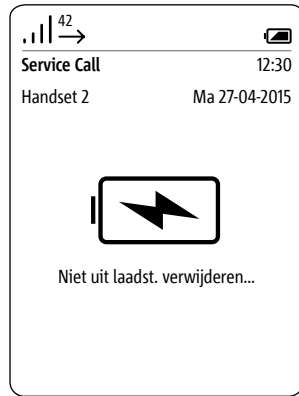 42
Service Call 12:30
Handset 2 Ma 27-04-2015
Niet uit laadst. verwijderen...